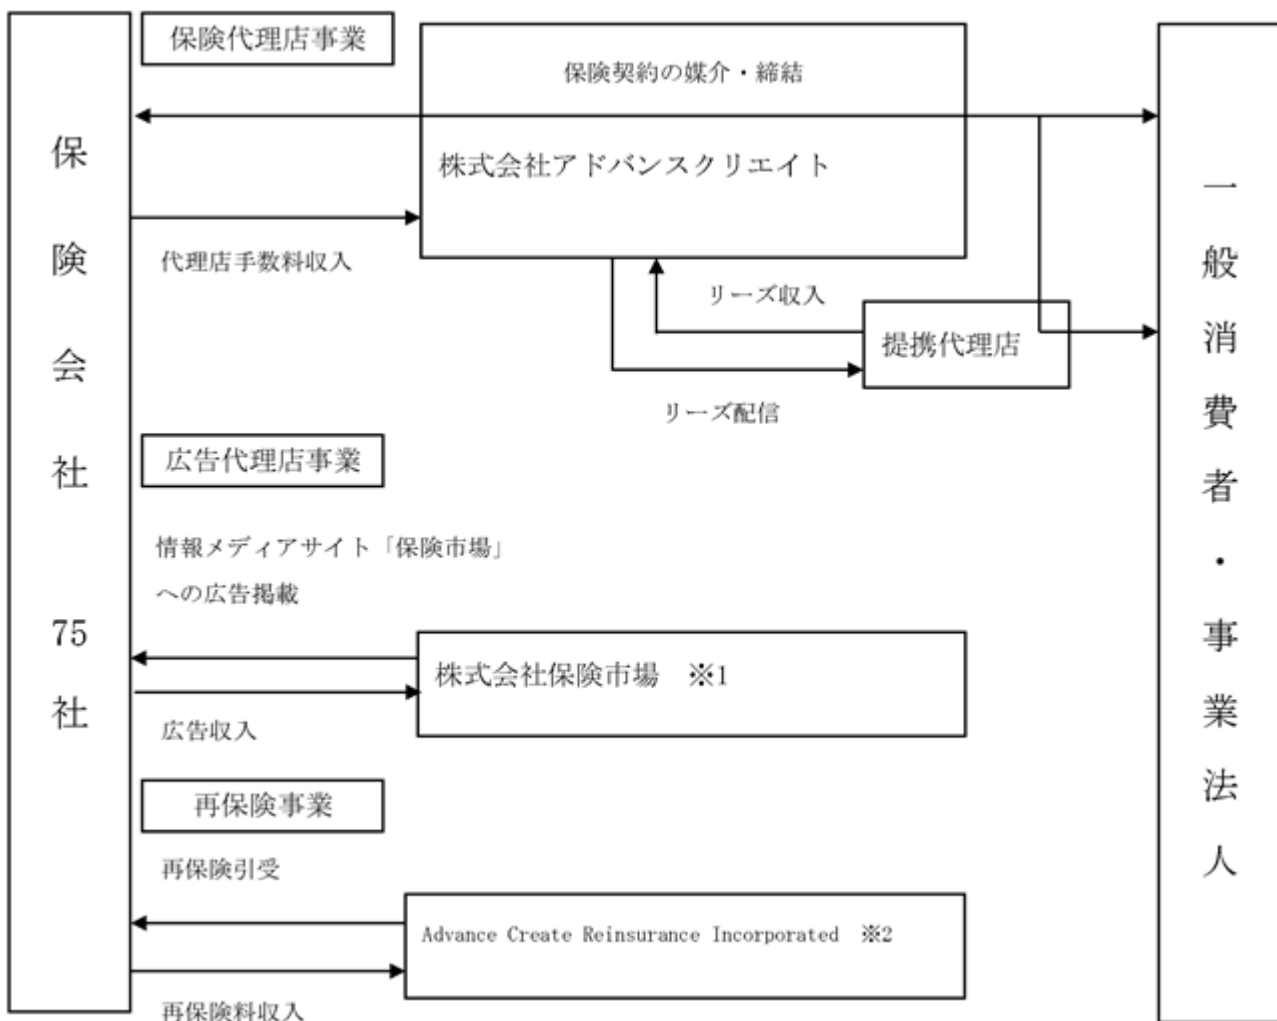 保険会社75社
保険代理店事業
保険契約の媒介・締結
株式会社アドバンスクリエイト
代理店手数料収入
リーズ収入
提携代理店
リーズ配信
広告代理店事業
情報メディアサイト「保険市場」
への広告掲載
株式会社保険市場　※1
広告収入
再保険事業
再保険引受
Advance Create Reinsurance Incorporated　※2
再保険料収入
一般消費者・事業法人